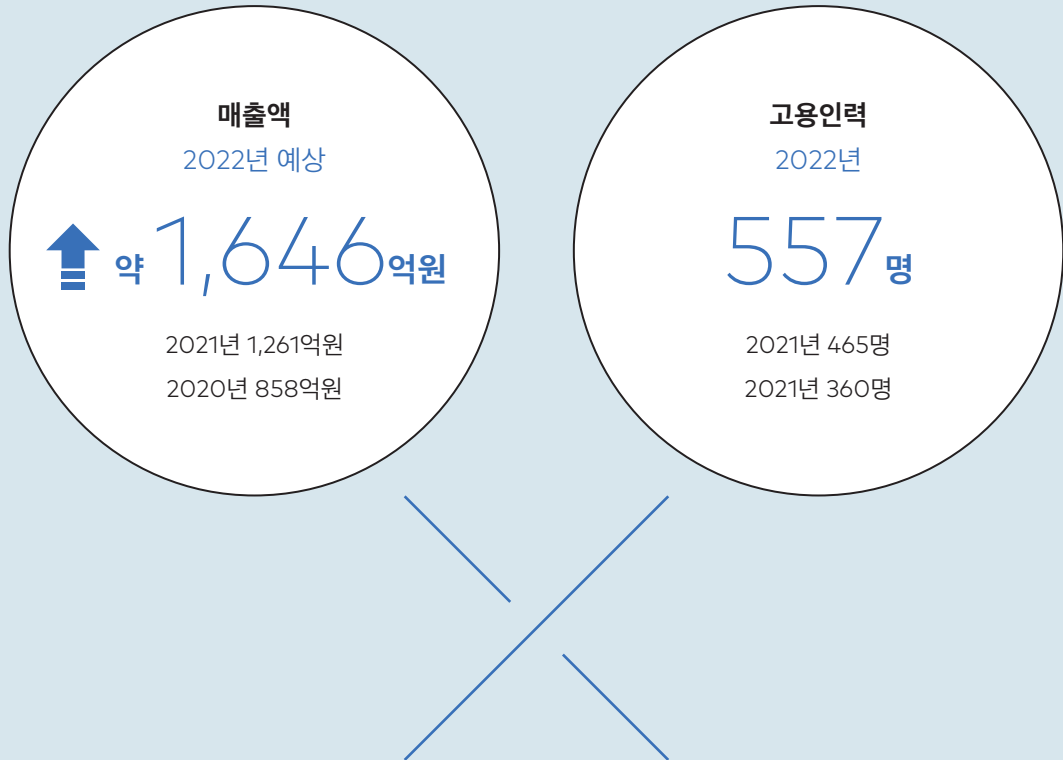 매출액
2022년 예상
약 1,646억원
2021년 1,261억원
2020년 858억원
고용인력
2022년
557명
2021년 465명
2021년 360명